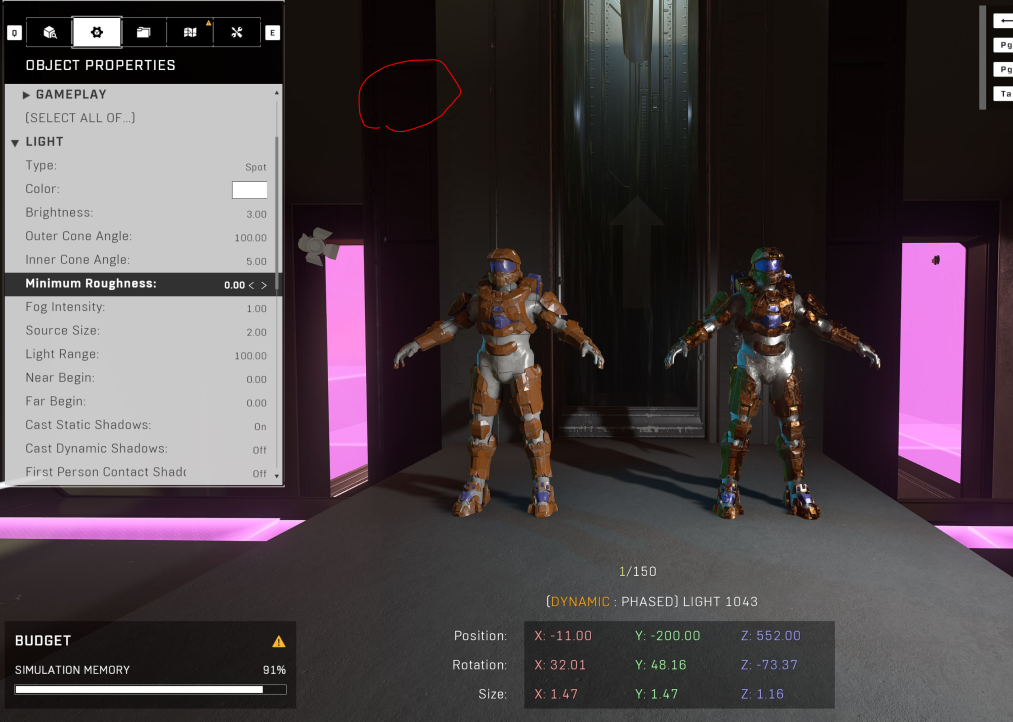 Q
E
OBJECT PROPERTIES
GAMEPLAY
(SELECT ALL OF...)
LIGHT
Type: Spot
Color:
Brightness: 3.00
Outer Cone Angle: 100.00
Inner Cone Angle: 5.00
Minimum Roughness: 0.00 < >
Fog Intensity: 1.00
Source Size: 2.00
Light Range: 100.00
Near Begin: 0.00
Far Begin: 0.00
Cast Static Shadows: On
Cast Dynamic Shadows: Off
First Person Contact Shado Off
Pg
Pg
Ta
1/150
(DYNAMIC : PHASED) LIGHT 1043
Position: X: -11.00 Y: -200.00 Z: 552.00
Rotation: X: 32.01 Y: 48.16 Z: -73.37
Size: X: 1.47 Y: 1.47 Z: 1.16
BUDGET
SIMULATION MEMORY 91%